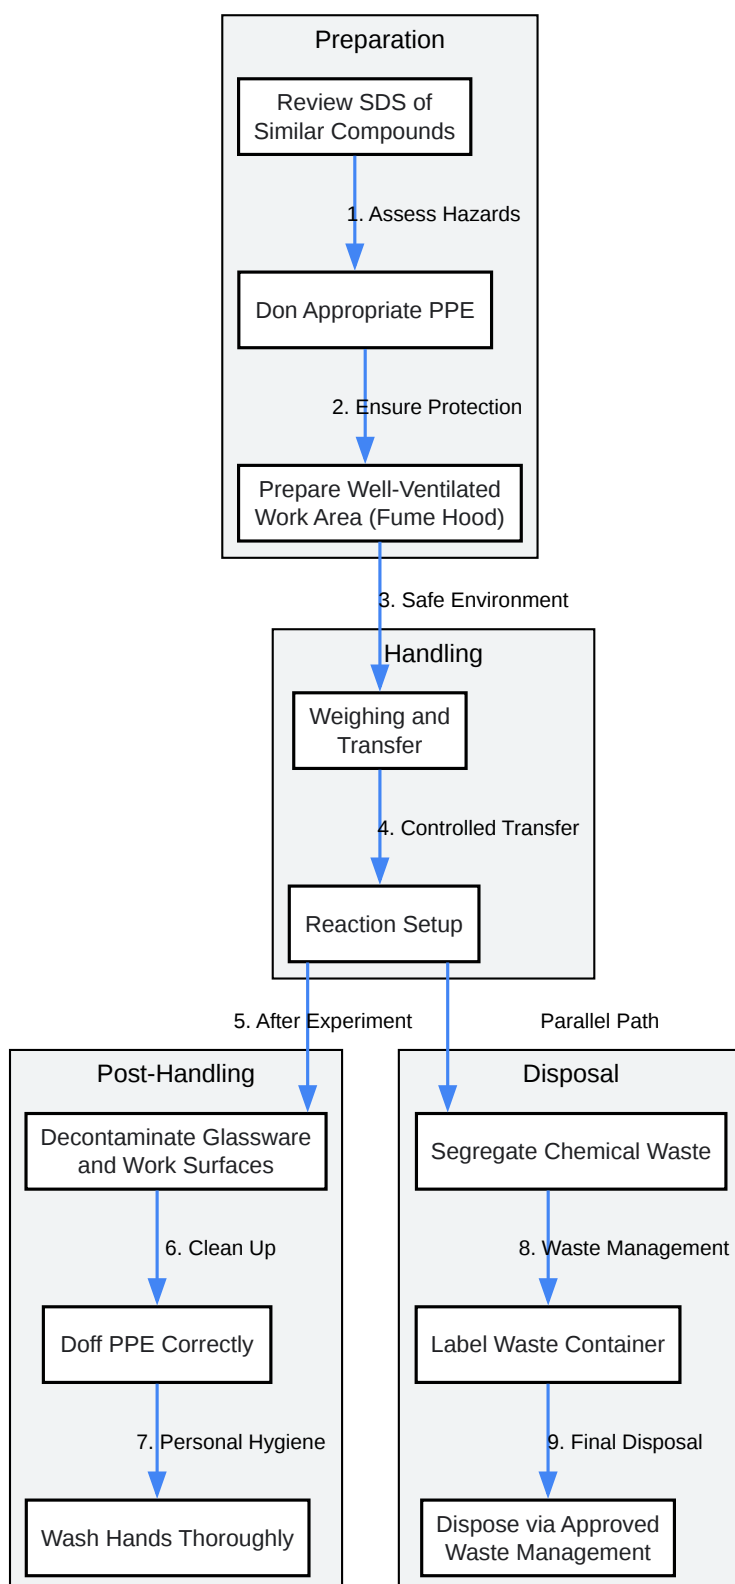 Preparation
Review SDS of
Similar Compounds
1. Assess Hazards
Don Appropriate PPE
2. Ensure Protection
Prepare Well-Ventilated
Work Area (Fume Hood)
3. Safe Environment
Handling
Weighing and
Transfer
4. Controlled Transfer
Reaction Setup
5. After Experiment
Parallel Path
Post-Handling
Decontaminate Glassware
and Work Surfaces
6. Clean Up
Doff PPE Correctly
7. Personal Hygiene
Wash Hands Thoroughly
Disposal
Segregate Chemical Waste
8. Waste Management
Label Waste Container
9. Final Disposal
Dispose via Approved
Waste Management